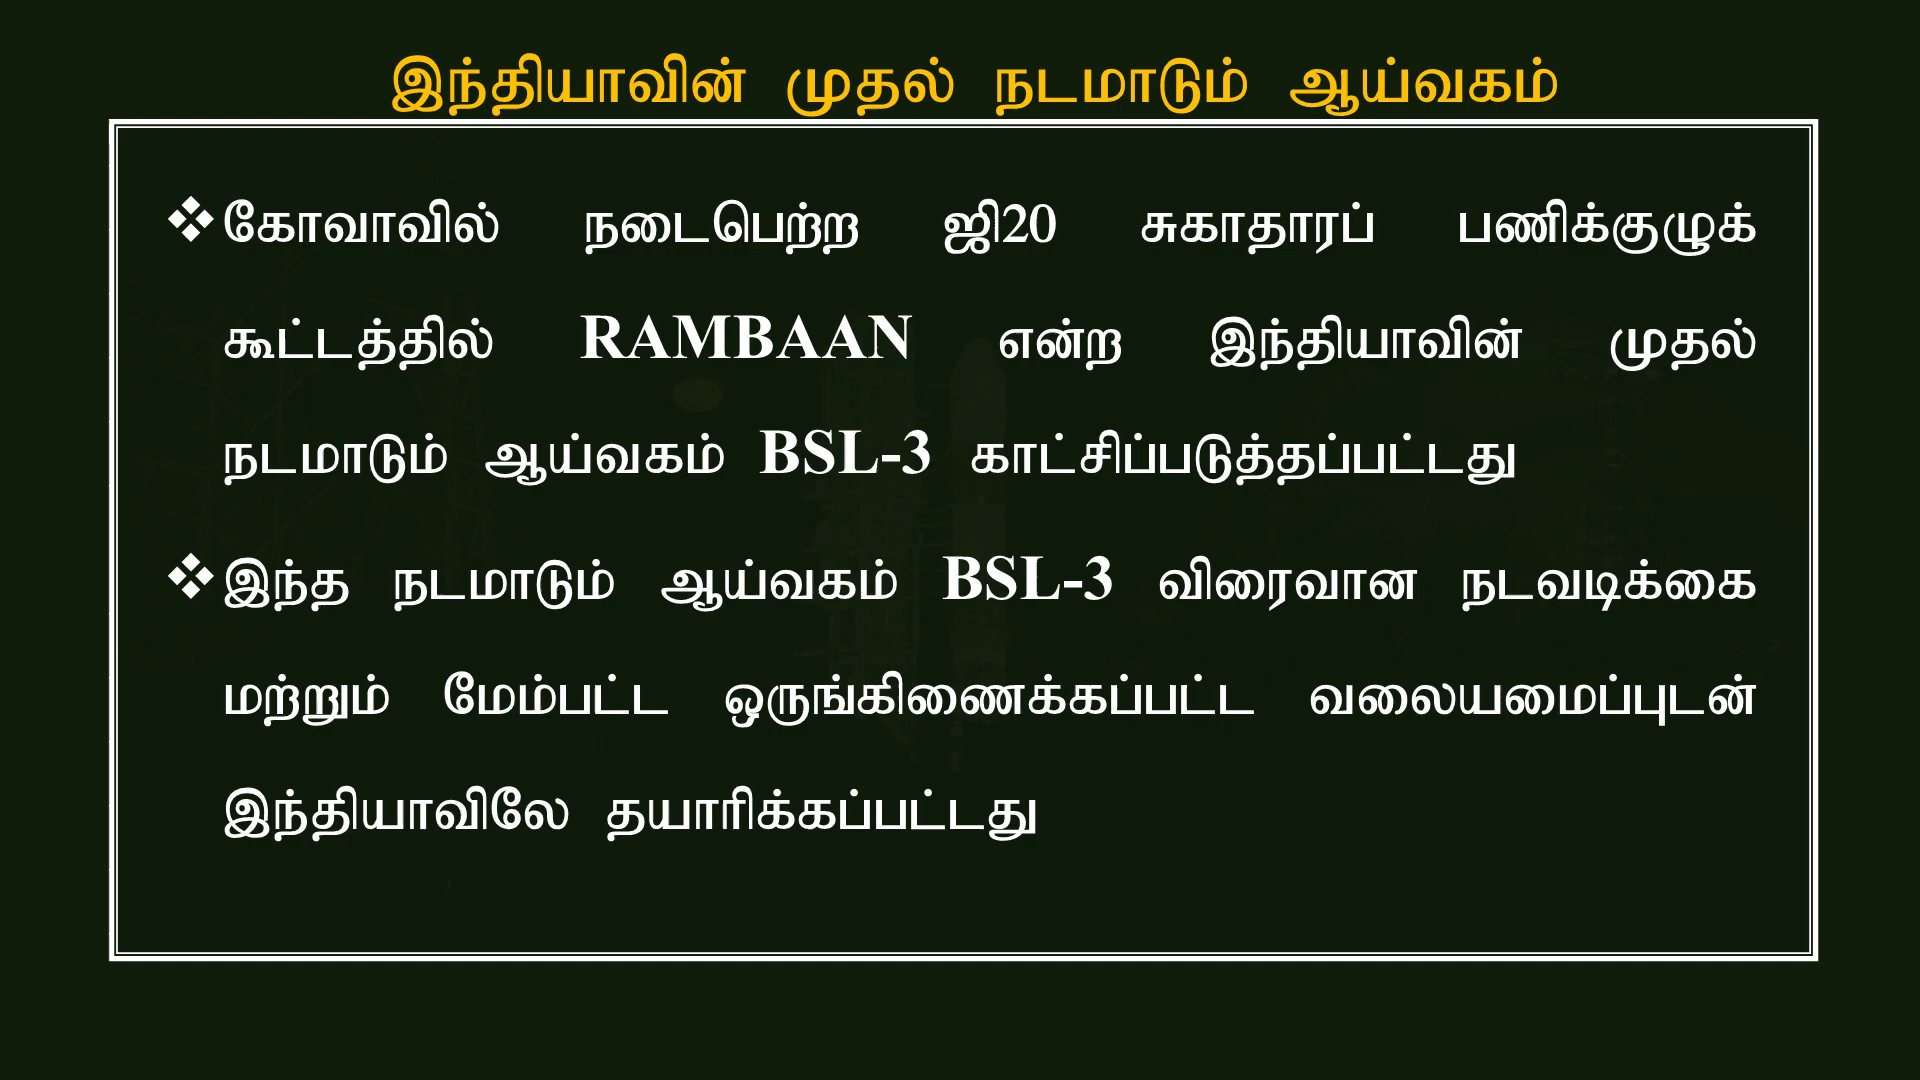 இந்தியாவின் முதல் நடமாடும் ஆய்வகம்
❖கோவாவில் நடைபெற்ற ஜி20 சுகாதாரப் பணிக்குழுக்
கூட்டத்தில் RAMBAAN என்ற இந்தியாவின் முதல்
நடமாடும் ஆய்வகம் BSL-3 காட்சிப்படுத்தப்பட்டது
❖இந்த நடமாடும் ஆய்வகம் BSL-3 விரைவான நடவடிக்கை
மற்றும் மேம்பட்ட ஒருங்கிணைக்கப்பட்ட வலையமைப்புடன்
இந்தியாவிலே தயாரிக்கப்பட்டது